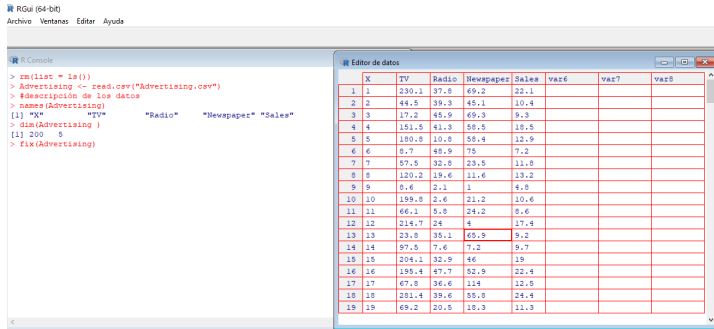 RGui (64-bit)
Archivo Ventanas Editar Ayuda
R Console
> rm(list = ls())
> Advertising <- read.csv("Advertising.csv")
> #descripción de los datos
> names(Advertising)
[1] "X" "TV" "Radio" "Newspaper" "Sales"
> dim(Advertising )
[1] 200 5
> fix(Advertising)
Editor de datos
X TV Radio Newspaper Sales var6 var7 var8
1 1 230.1 37.8 69.2 22.1
2 2 44.5 39.3 45.1 10.4
3 3 17.2 45.9 69.3 9.3
4 4 151.5 41.3 58.5 18.5
5 5 180.8 10.8 58.4 12.9
6 6 8.7 48.9 75 7.2
7 7 57.5 32.8 23.5 11.8
8 8 120.2 19.6 11.6 13.2
9 9 8.6 2.1 1 4.8
10 10 199.8 2.6 21.2 10.6
11 11 66.1 5.8 24.2 8.6
12 12 214.7 24 4 17.4
13 13 23.8 35.1 65.9 9.2
14 14 97.5 7.6 7.2 9.7
15 15 204.1 32.9 46 19
16 16 195.4 47.7 52.9 22.4
17 17 67.8 36.6 114 12.5
18 18 281.4 39.6 55.8 24.4
19 19 69.2 20.5 18.3 11.3